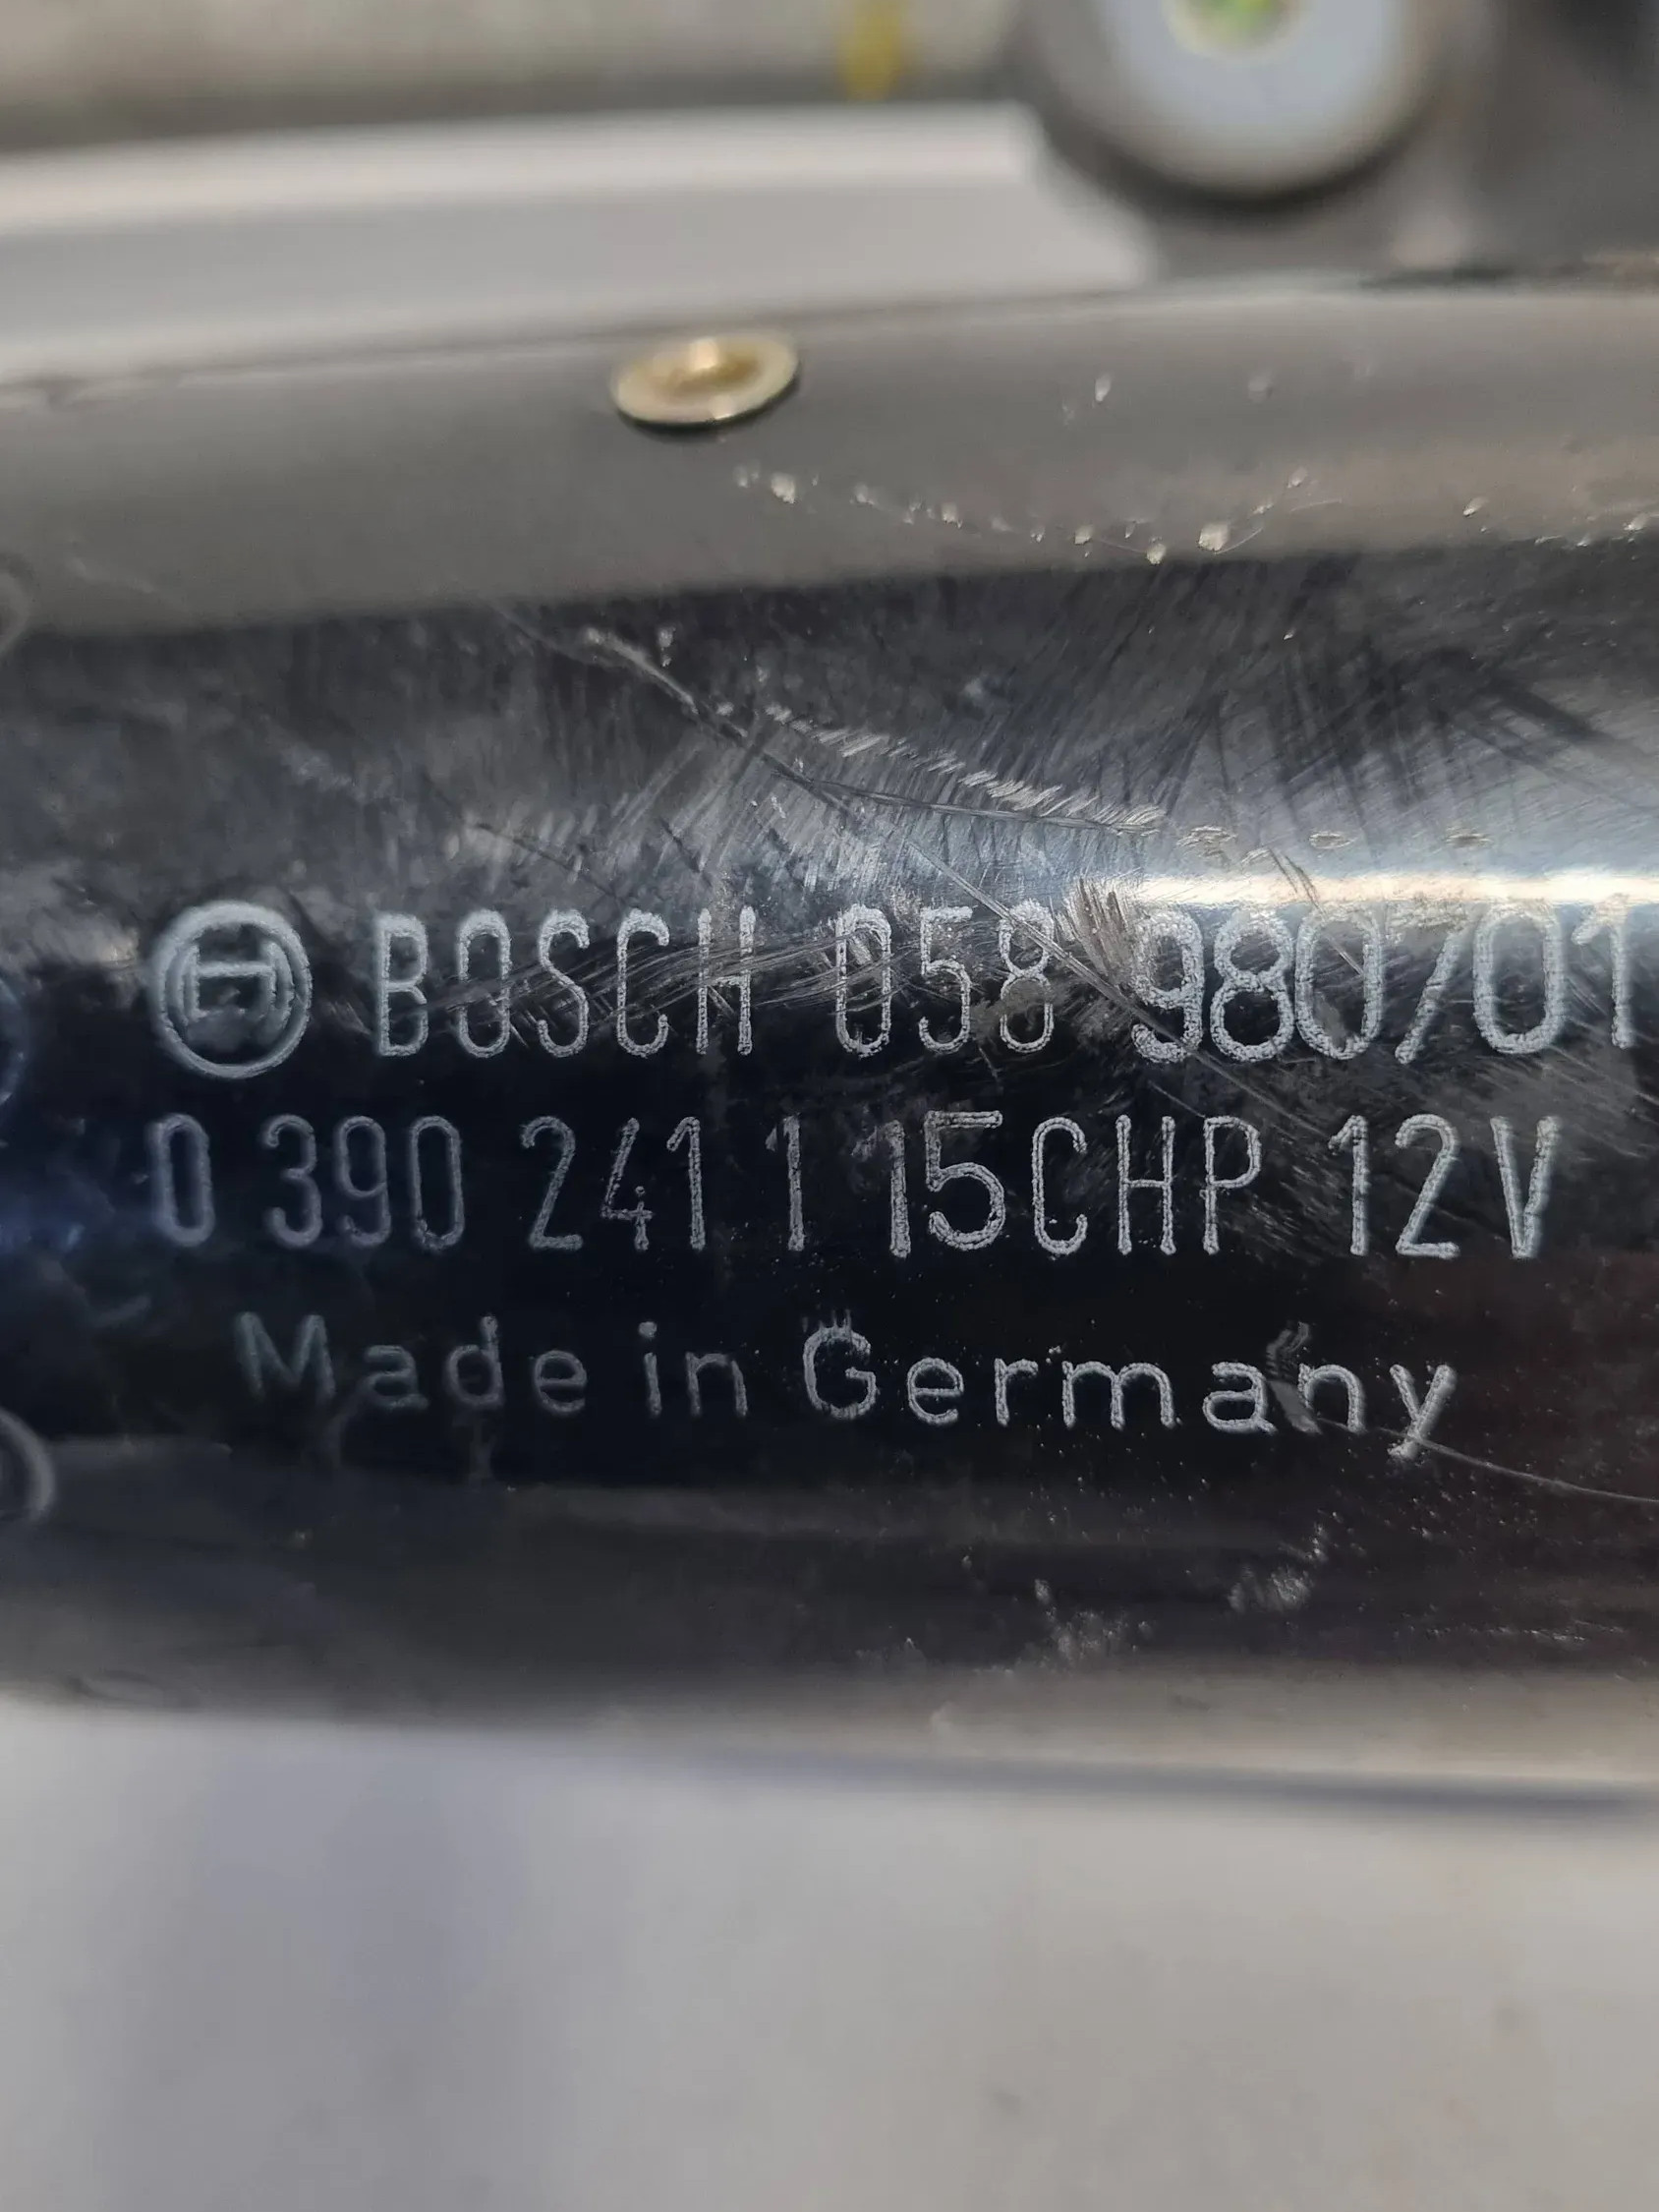 BOSCH 058 980/01
0 390 241 115CHP 12V
Made in Germany